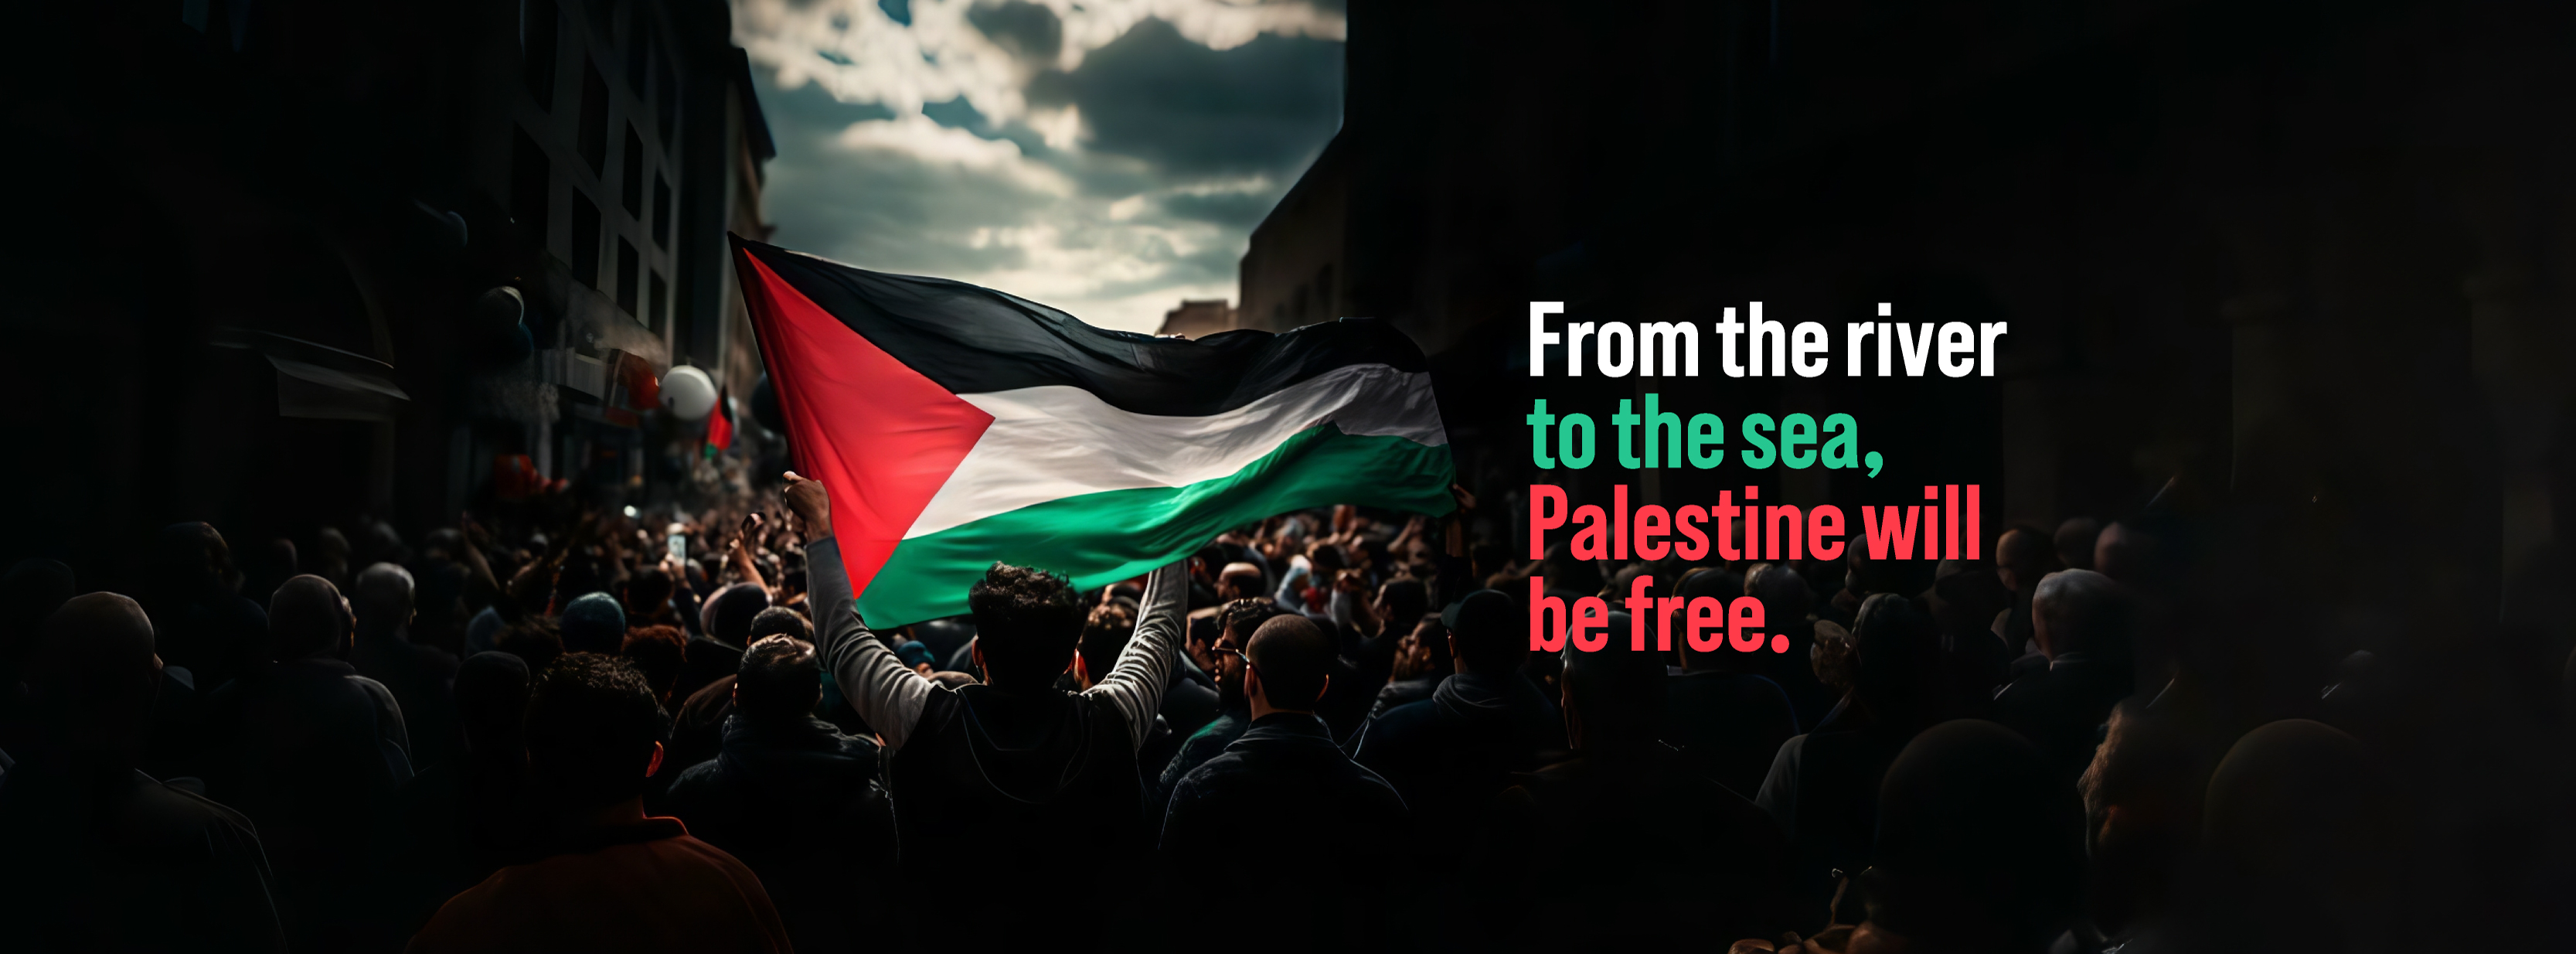 From the river
to the sea,
Palestine will
be free.